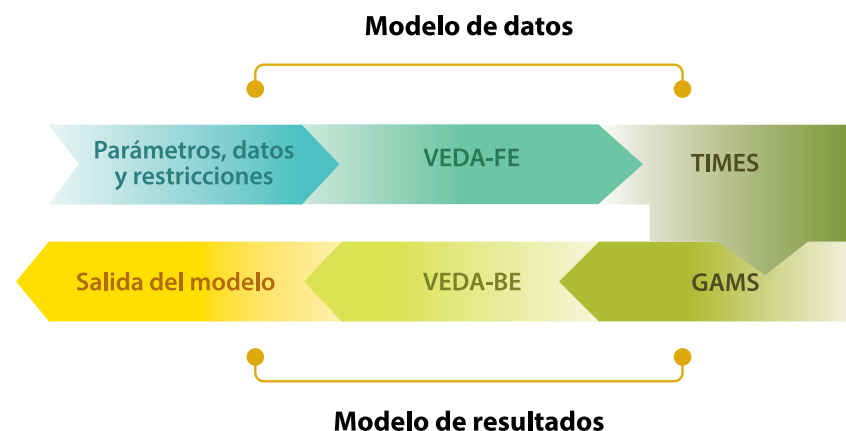 Modelo de datos
Parámetros, datos
y restricciones
VEDA-FE
TIMES
Salida del modelo
VEDA-BE
GAMS
Modelo de resultados